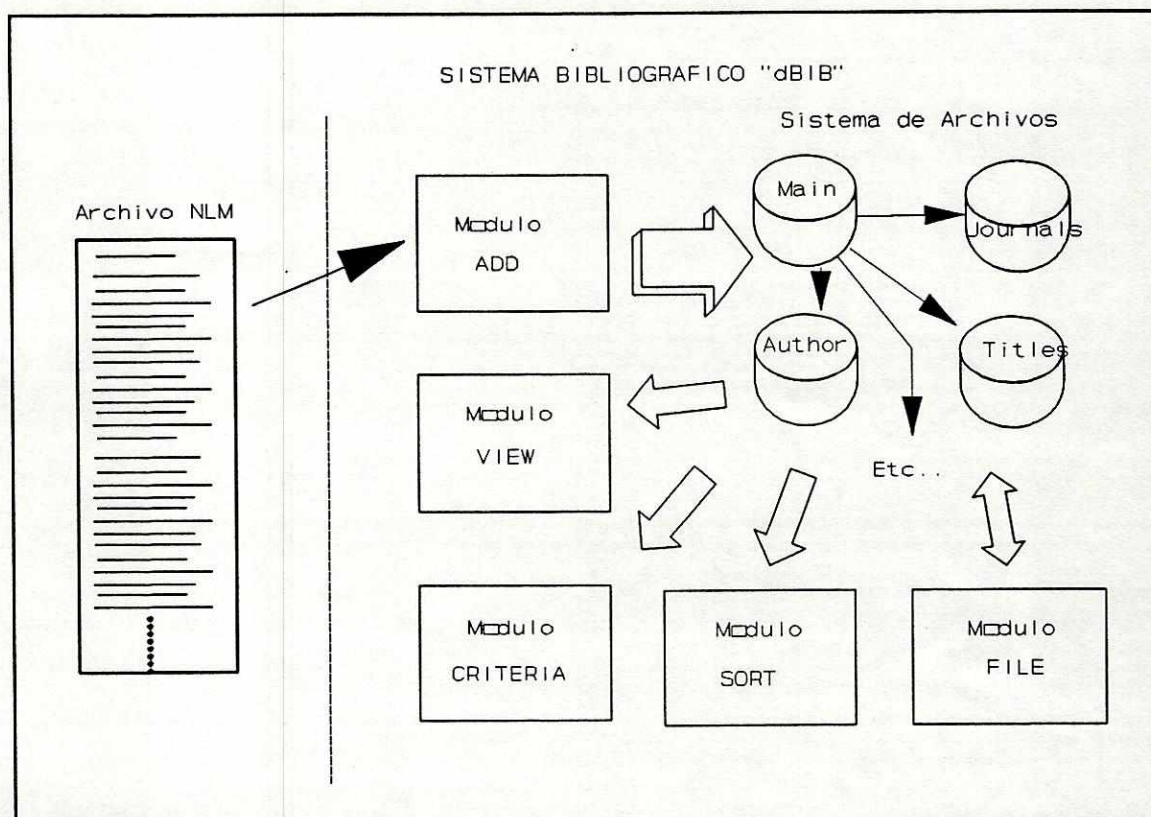 SISTEMA BIBLIOGRAFICO "dBIB"
Sistema de Archivos
Archivo NLM
Modulo
ADD
Main
Journals
Author
Titles
Modulo
VIEW
Etc..
Modulo
CRITERIA
Modulo
SORT
Modulo
FILE